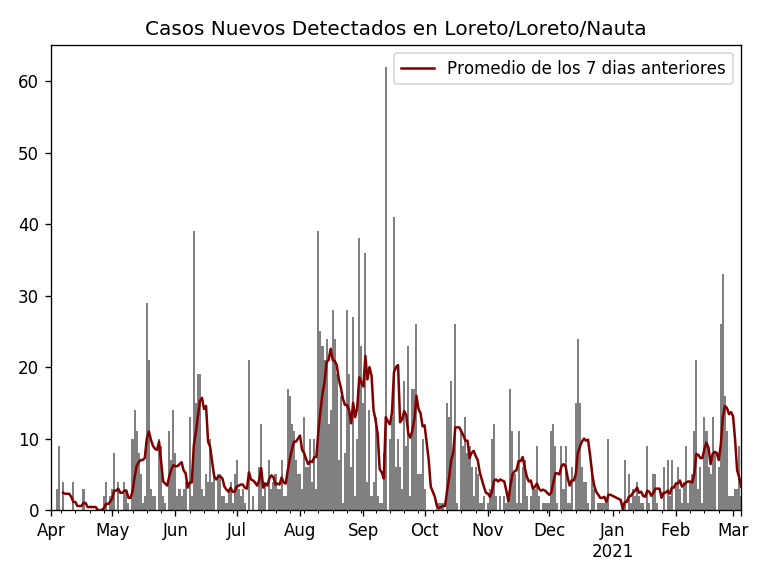 Casos Nuevos Detectados en Loreto/Loreto/Nauta
Promedio de los 7 dias anteriores
60
50
40
30
20
10
0
Apr May Jun Jul Aug Sep Oct Nov Dec Jan Feb Mar
2021